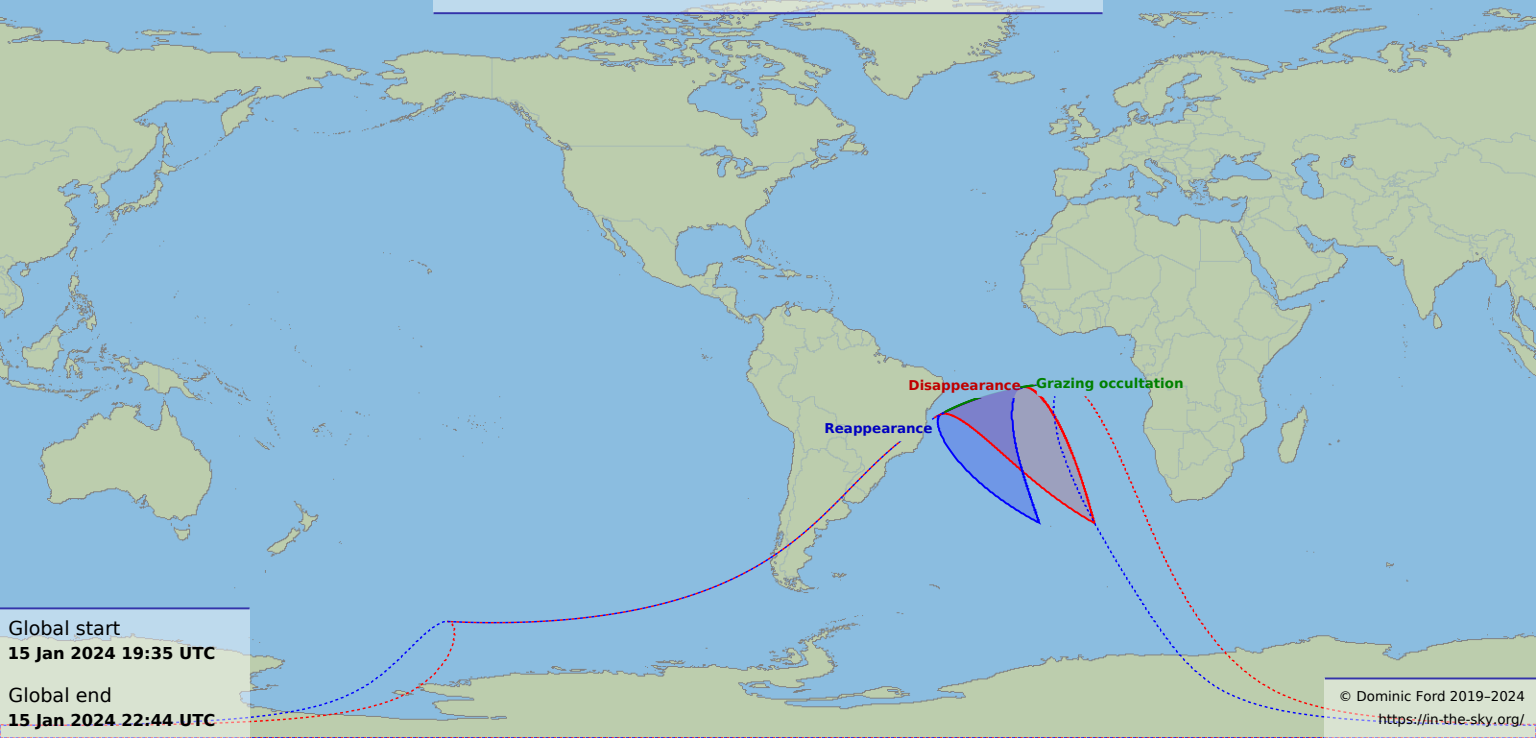 Disappearance
Grazing occultation
Reappearance
Global start
15 Jan 2024 19:35 UTC
Global end
15 Jan 2024 22:44 UTC
© Dominic Ford 2019–2024
https://in-the-sky.org/